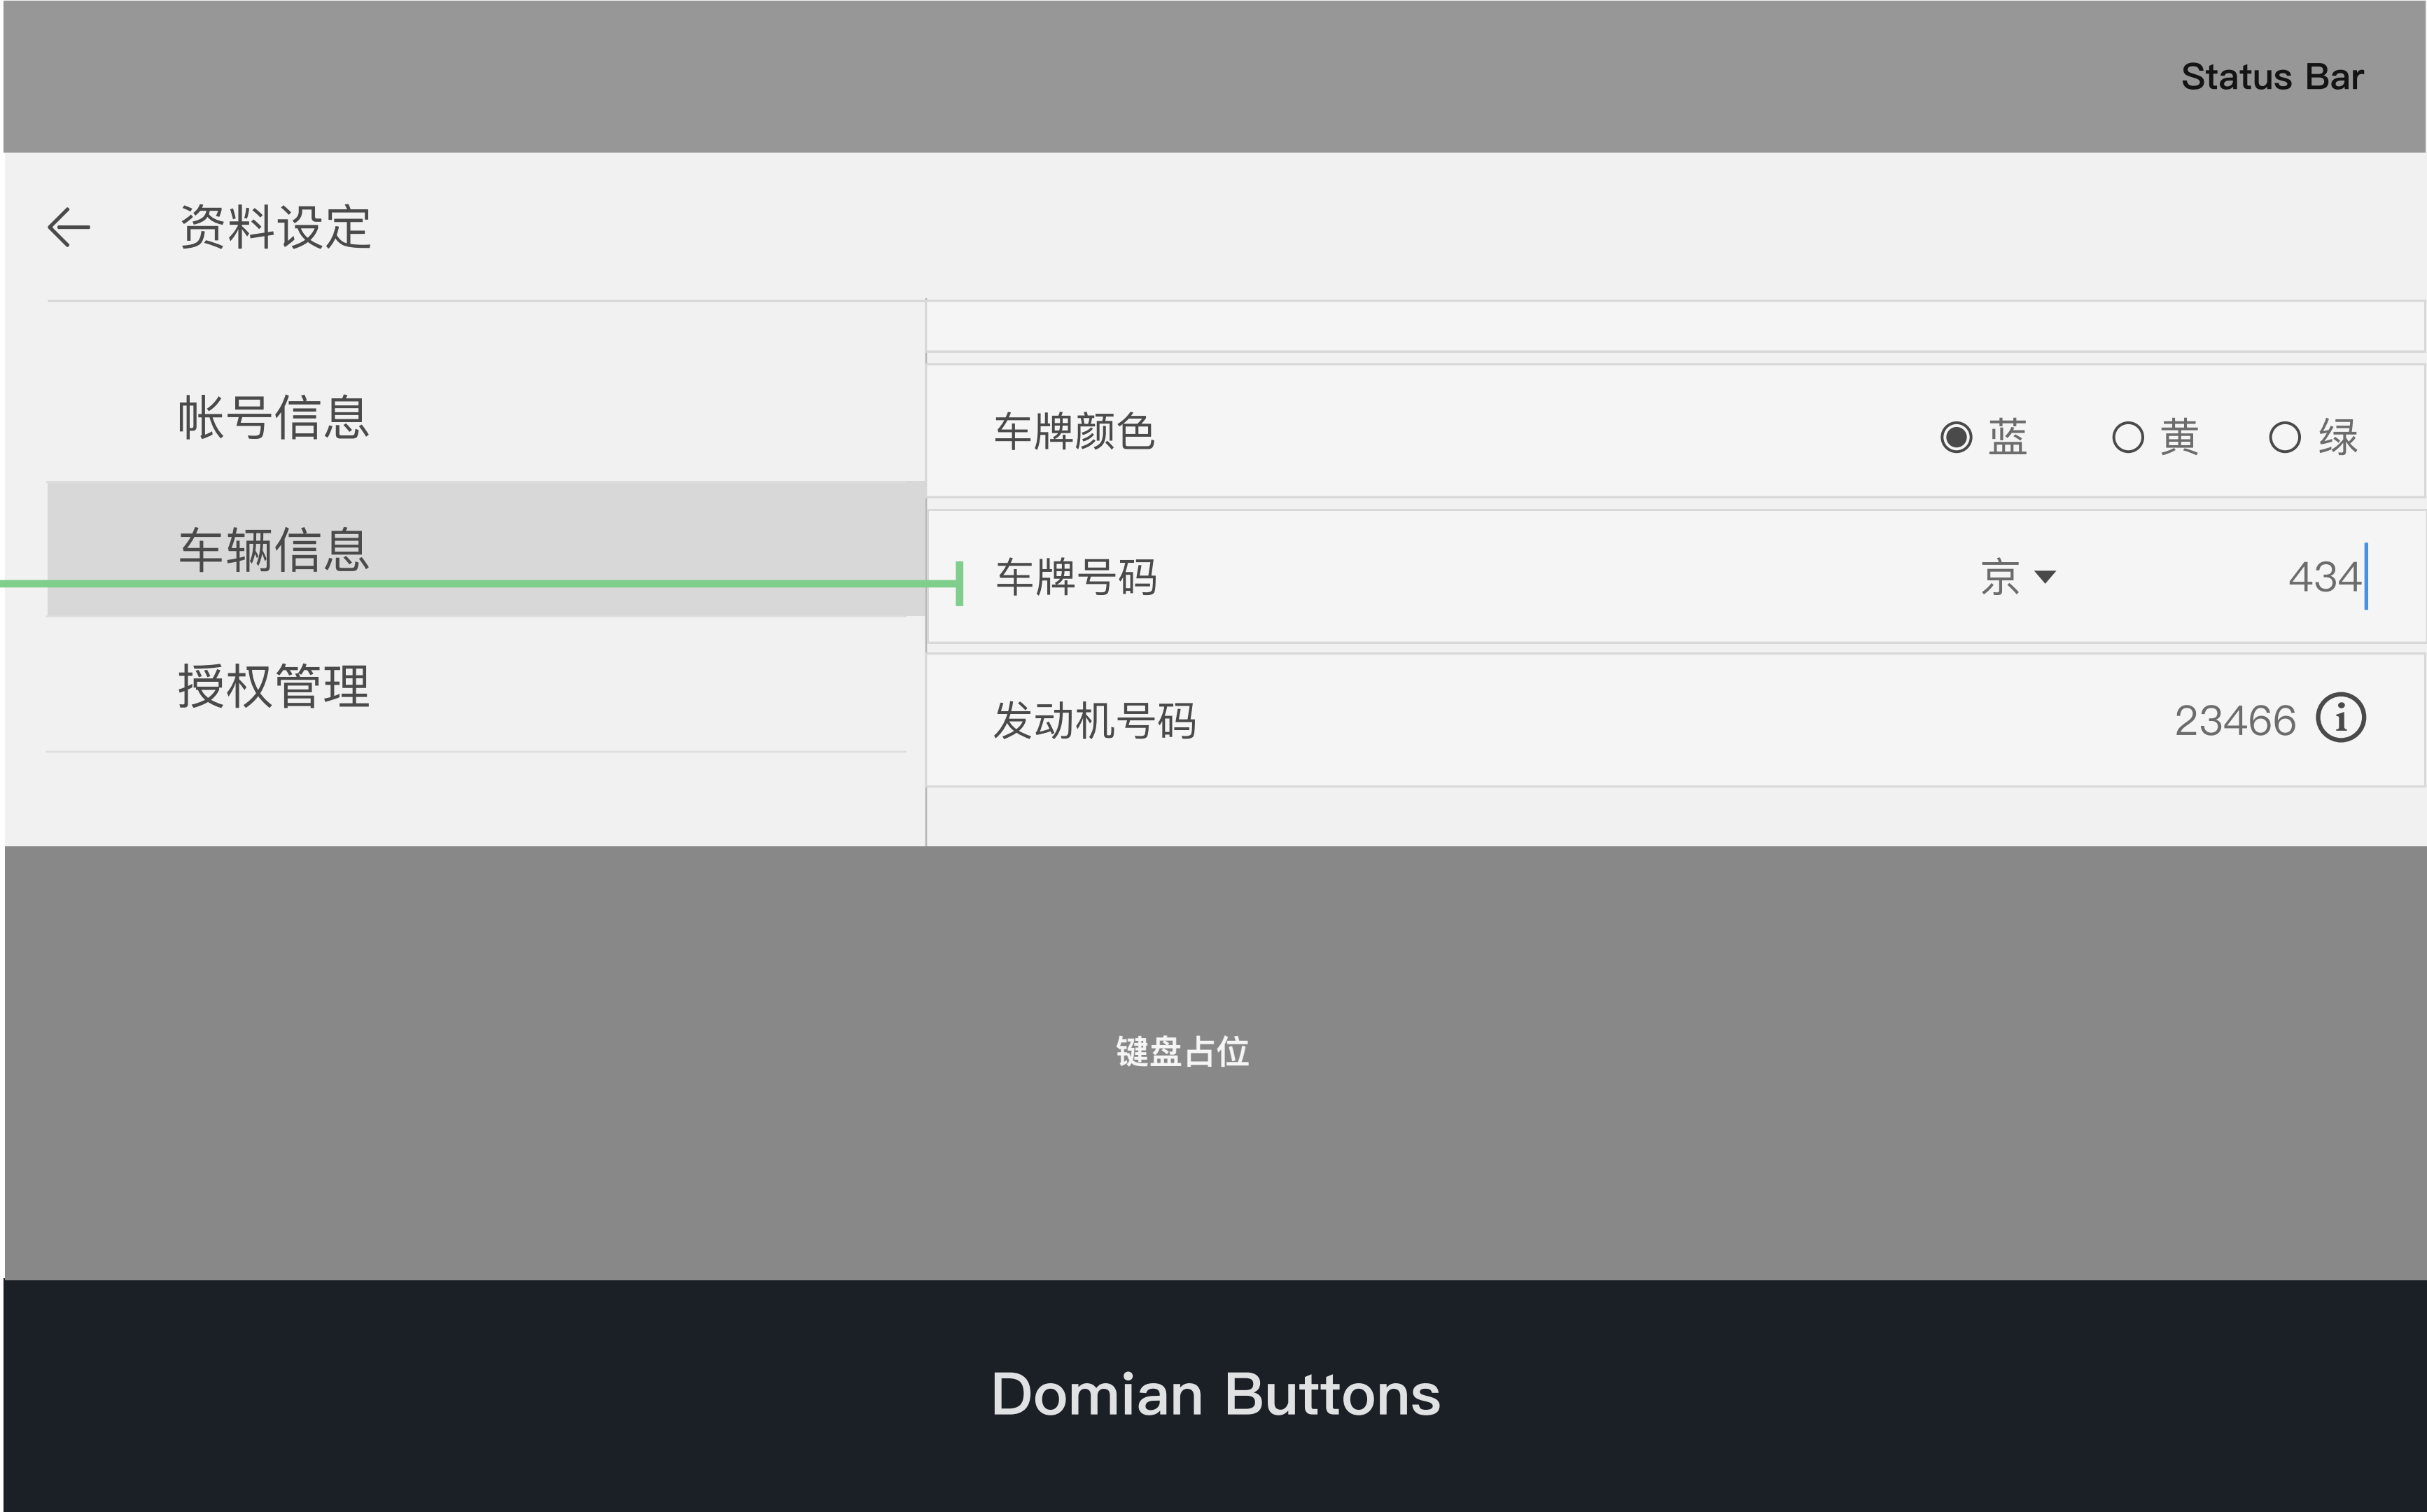 Status Bar
资料设定
帐号信息
车辆信息
授权管理
车牌颜色 蓝 黄 绿
车牌号码 京 434
发动机号码 23466
键盘占位
Domian Buttons